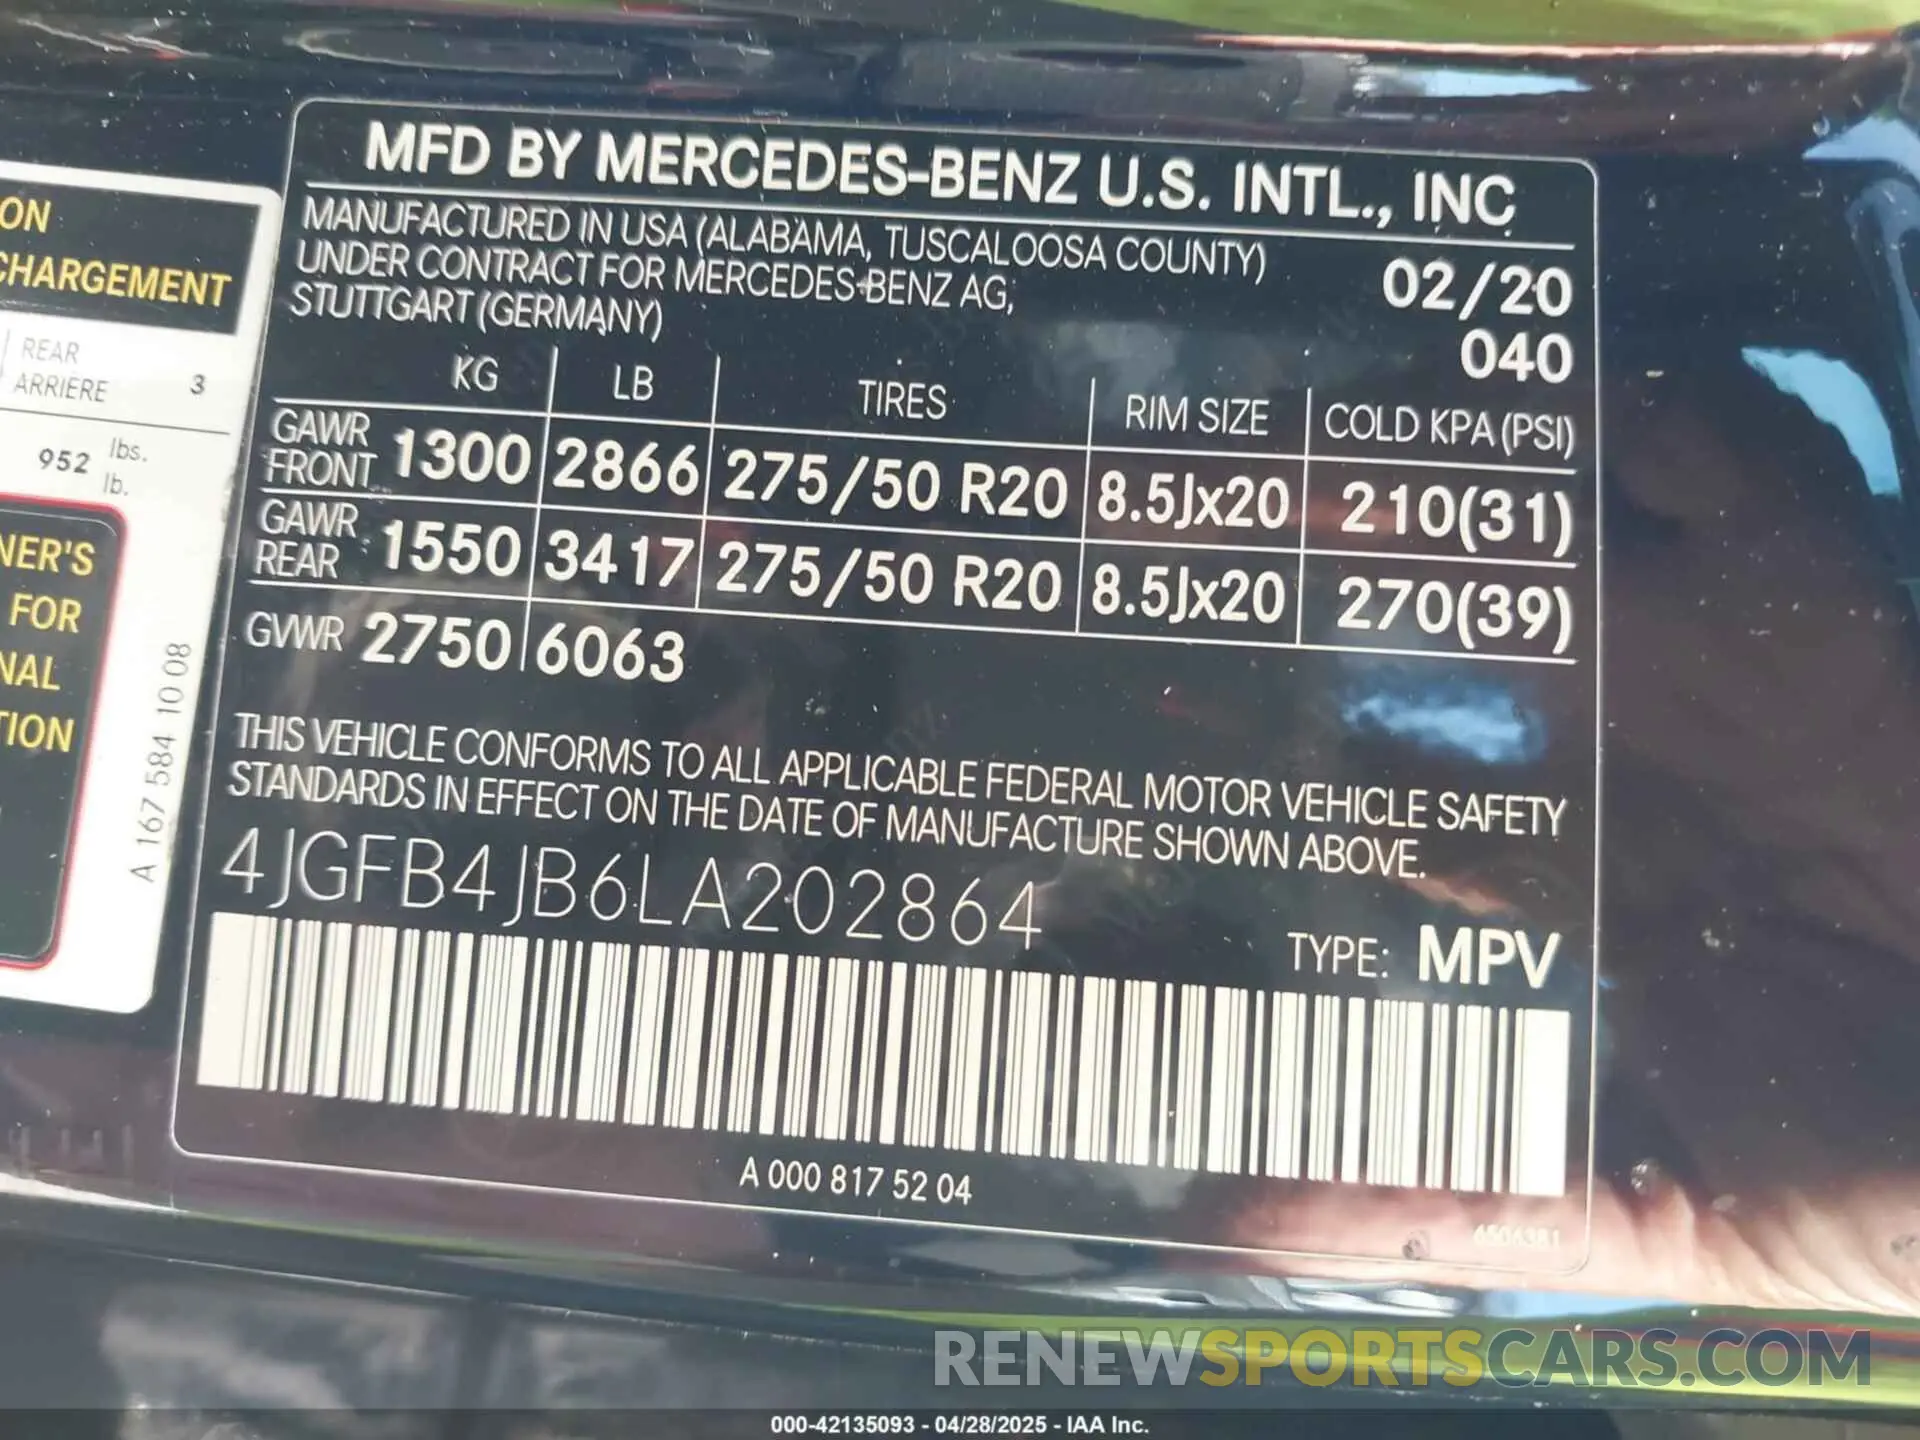 MFD BY MERCEDES-BENZ U.S. INTL., INC
MANUFACTURED IN USA (ALABAMA, TUSCALOOSA COUNTY)
UNDER CONTRACT FOR MERCEDES-BENZ AG,
STUTTGART (GERMANY)
02/20
040
KG LB TIRES RIM SIZE COLD KPA (PSI)
GAWR FRONT 1300 2866 275/50 R20 8.5Jx20 210(31)
GAWR REAR 1550 3417 275/50 R20 8.5Jx20 270(39)
GVWR 2750 6063
THIS VEHICLE CONFORMS TO ALL APPLICABLE FEDERAL MOTOR VEHICLE SAFETY
STANDARDS IN EFFECT ON THE DATE OF MANUFACTURE SHOWN ABOVE.
4JGFB4JB6LA202864
TYPE: MPV
A 000 817 52 04
ON
CHARGEMENT
REAR
ARRIÈRE 3
952 lbs.
lb.
NER'S
FOR
NAL
TION
A 167 584 10 08
RENEWSPORTSCARS.COM
000-42135093 - 04/28/2025 - IAA Inc.